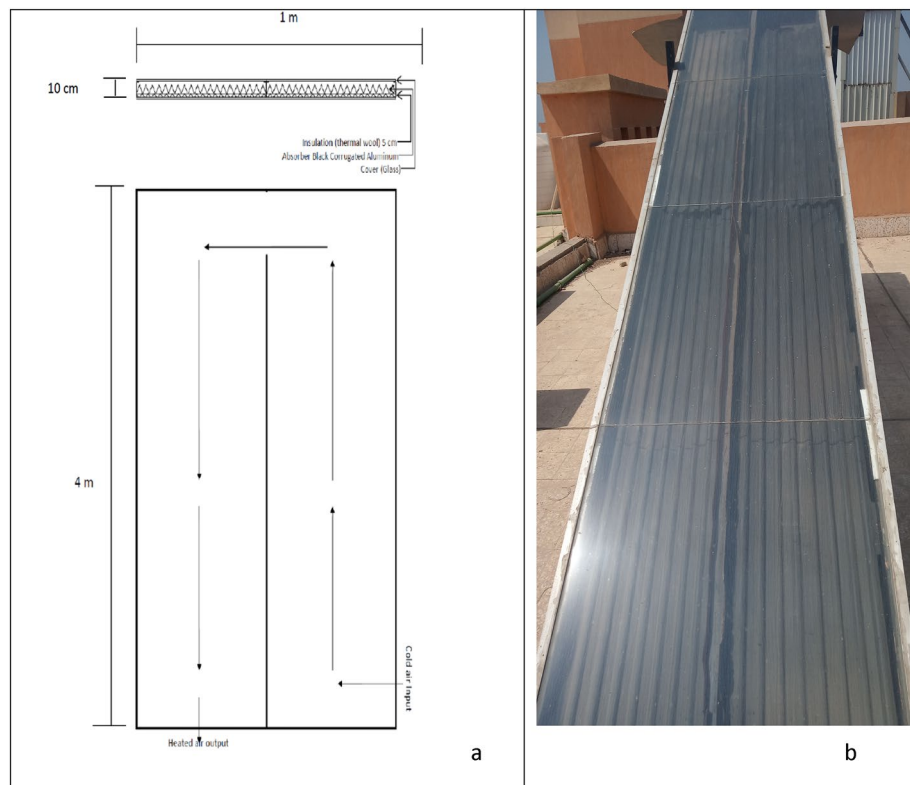 1 m
10 cm
Insulation (thermal wool) 5 cm
Absorber Black Corrugated Aluminum
Cover (Glass)
4 m
Cold air Input
Heated air output
a
b